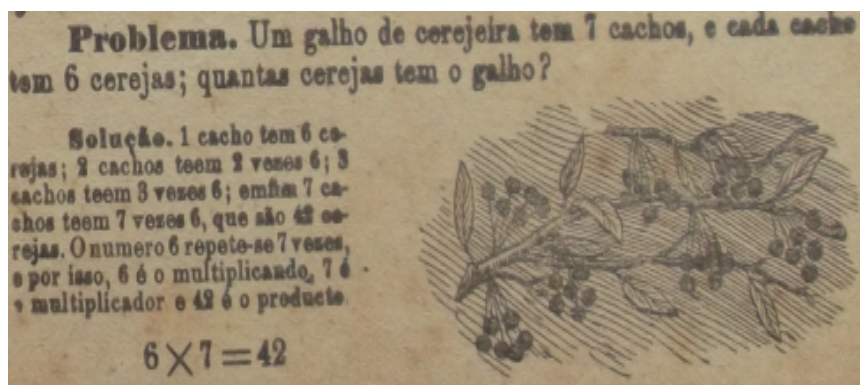 Problema. Um galho de cerejeira tem 7 cachos, e cada cacho
tem 6 cerejas; quantas cerejas tem o galho?
Solução. 1 cacho tem 6 ce-
rejas; 2 cachos teem 2 vezes 6; 3
cachos teem 3 vezes 6; emfim 7 ca-
chos teem 7 vezes 6, que são 42 ce-
rejas. O numero 6 repete-se 7 vezes,
e por isso, 6 é o multiplicando, 7 é
o multiplicador e 42 é o producto.
6 × 7 = 42